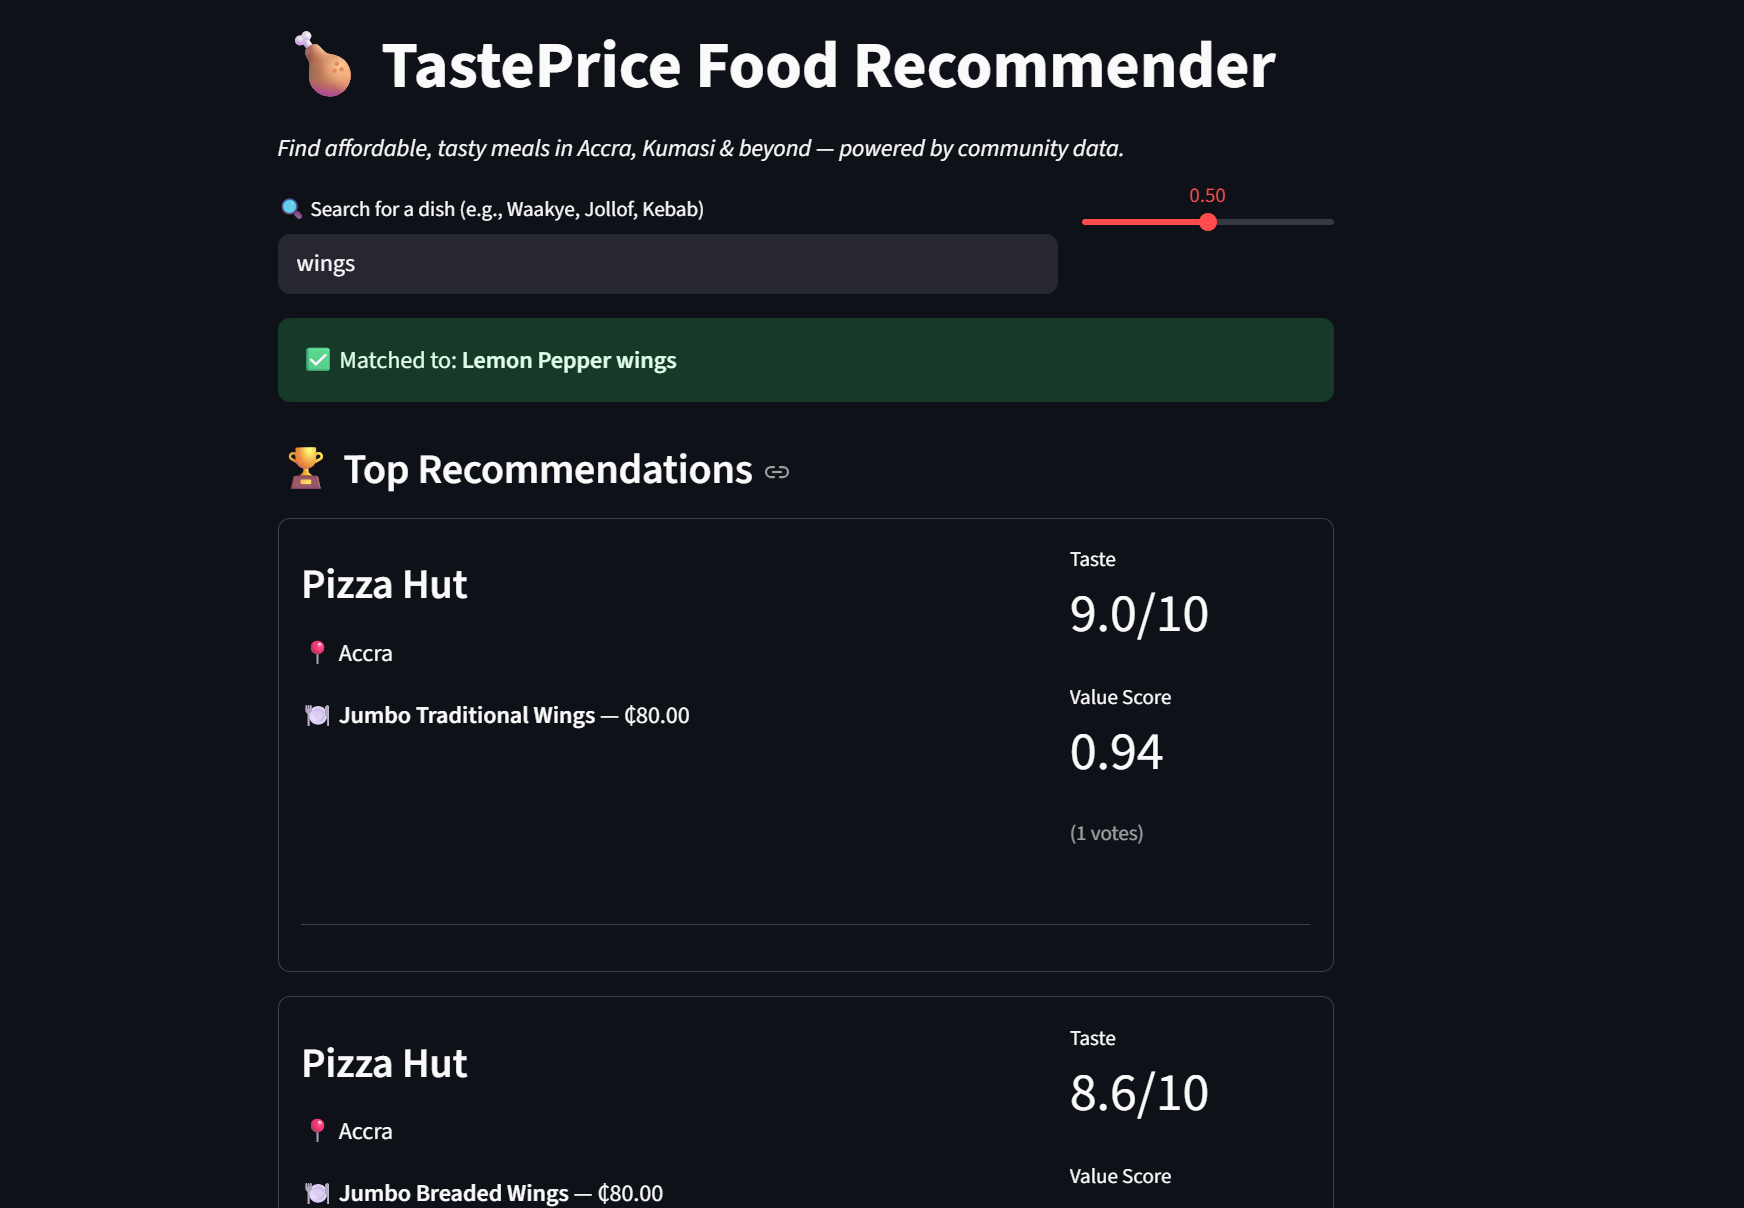 🍗 TastePrice Food Recommender
Find affordable, tasty meals in Accra, Kumasi & beyond — powered by community data.
🔍 Search for a dish (e.g., Waakye, Jollof, Kebab)
0.50
wings
✅ Matched to: Lemon Pepper wings
🏆 Top Recommendations
Pizza Hut
📍 Accra
🍽️ Jumbo Traditional Wings — ₵80.00
Taste
9.0/10
Value Score
0.94
(1 votes)
Pizza Hut
📍 Accra
🍽️ Jumbo Breaded Wings — ₵80.00
Taste
8.6/10
Value Score